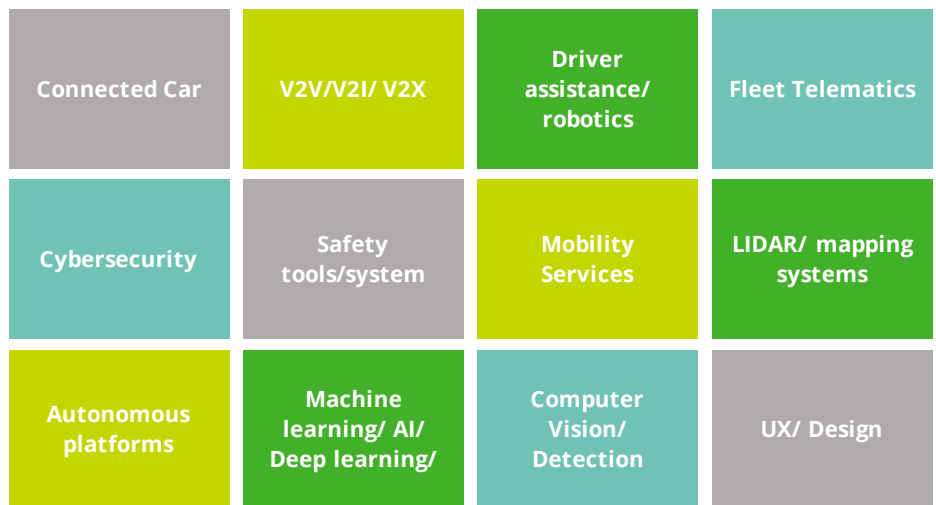 Connected Car
V2V/V2I/ V2X
Driver
assistance/
robotics
Fleet Telematics
Cybersecurity
Safety
tools/system
Mobility
Services
LIDAR/ mapping
systems
Autonomous
platforms
Machine
learning/ AI/
Deep learning/
Computer
Vision/
Detection
UX/ Design